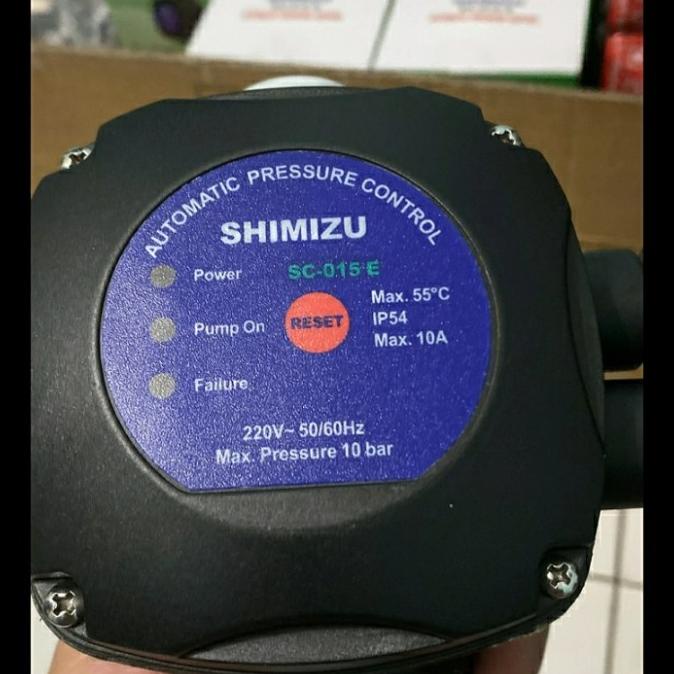 AUTOMATIC PRESSURE CONTROL
SHIMIZU
SC-015 E
Power
Pump On
Failure
RESET
Max. 55°C
IP54
Max. 10A
220V~ 50/60Hz
Max. Pressure 10 bar